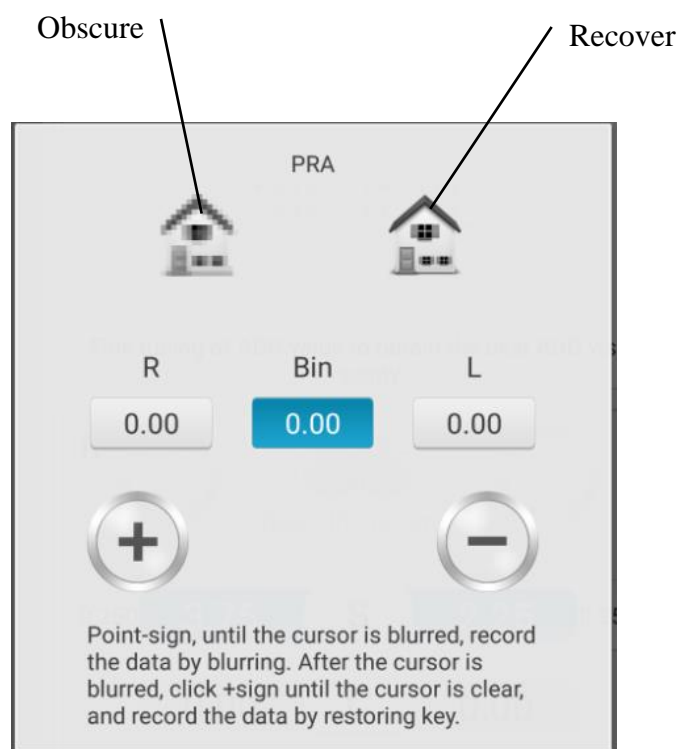 Obscure
Recover
PRA
R Bin L
0.00 0.00 0.00
+ −
Point-sign, until the cursor is blurred, record
the data by blurring. After the cursor is
blurred, click +sign until the cursor is clear,
and record the data by restoring key.